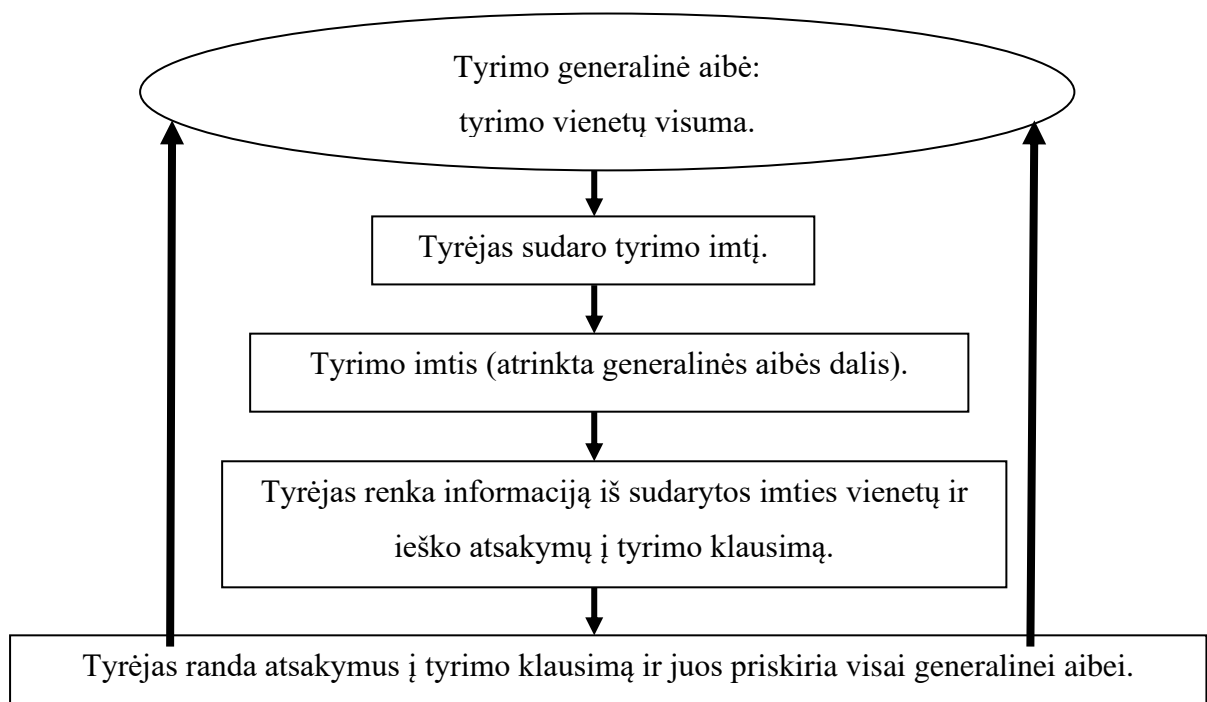 Tyrimo generalinė aibė:
tyrimo vienetų visuma.
Tyrėjas sudaro tyrimo imtį.
Tyrimo imtis (atrinkta generalinės aibės dalis).
Tyrėjas renka informaciją iš sudarytos imties vienetų ir
ieško atsakymų į tyrimo klausimą.
Tyrėjas randa atsakymus į tyrimo klausimą ir juos priskiria visai generalinei aibei.